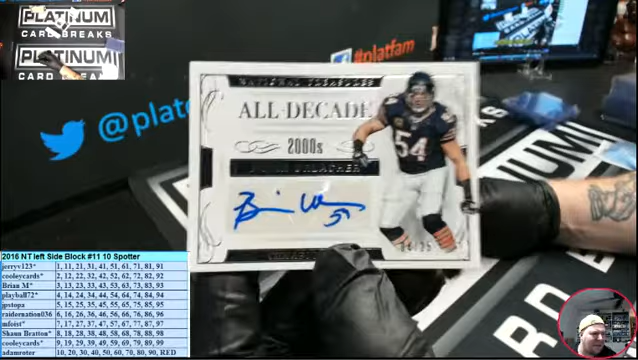 PLATINUM
CARD BREAKS
PLATINUM
CARD BREAKS
#platfam
@plat
NATIONAL TREASURES
ALL DECADE
2000s
BRIAN URLACHER
54
PLATINUM
2016 NT left Side Block #11 10 Spotter
jerryv123* 1, 11, 21, 31, 41, 51, 61, 71, 81, 91
cooleycards* 2, 12, 22, 32, 42, 52, 62, 72, 82, 92
Brian M* 3, 13, 23, 33, 43, 53, 63, 73, 83, 93
playball72* 4, 14, 24, 34, 44, 54, 64, 74, 84, 94
jpstopa 5, 15, 25, 35, 45, 55, 65, 75, 85, 95
raidernation036 6, 16, 26, 36, 46, 56, 66, 76, 86, 96
mfoist* 7, 17, 27, 37, 47, 57, 67, 77, 87, 97
Shaun Bratton* 8, 18, 28, 38, 48, 58, 68, 78, 88, 98
cooleycards* 9, 19, 29, 39, 49, 59, 69, 79, 89, 99
adamroter 10, 20, 30, 40, 50, 60, 70, 80, 90, RED